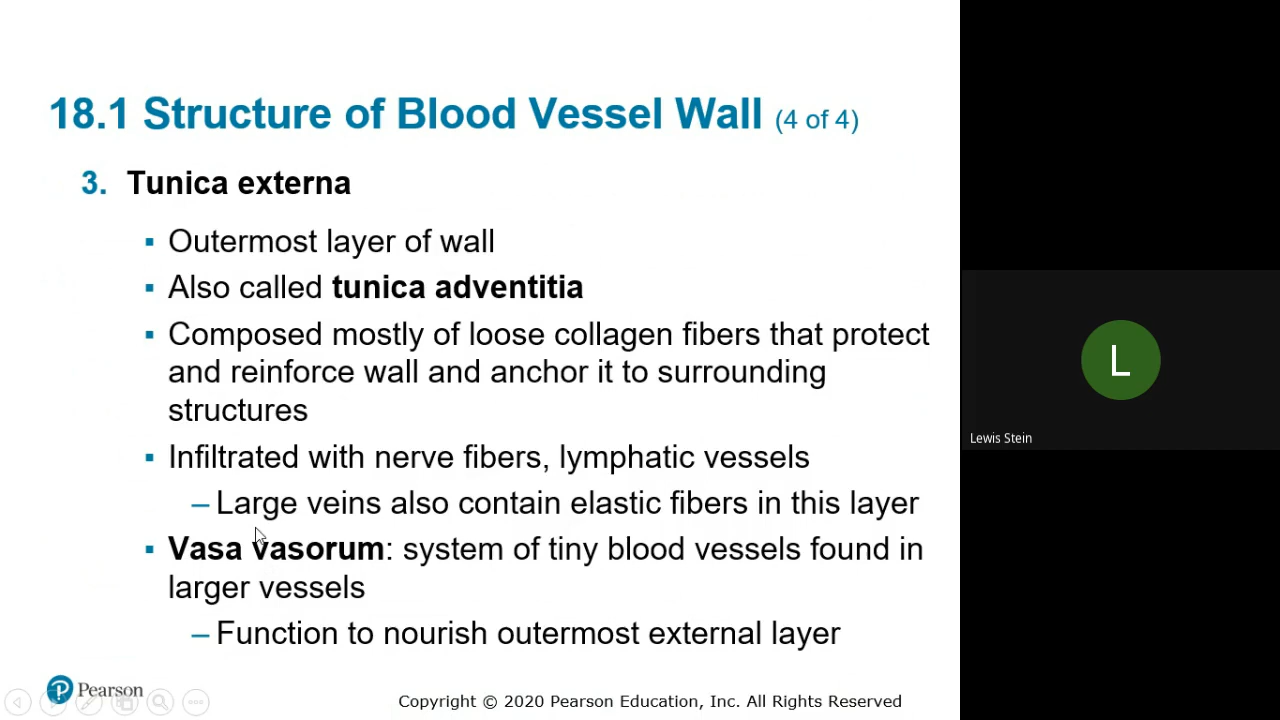 18.1 Structure of Blood Vessel Wall (4 of 4)
3. Tunica externa
▪ Outermost layer of wall
▪ Also called tunica adventitia
▪ Composed mostly of loose collagen fibers that protect
and reinforce wall and anchor it to surrounding
structures
▪ Infiltrated with nerve fibers, lymphatic vessels
– Large veins also contain elastic fibers in this layer
▪ Vasa vasorum: system of tiny blood vessels found in
larger vessels
– Function to nourish outermost external layer
P Pearson
Copyright © 2020 Pearson Education, Inc. All Rights Reserved
L
Lewis Stein